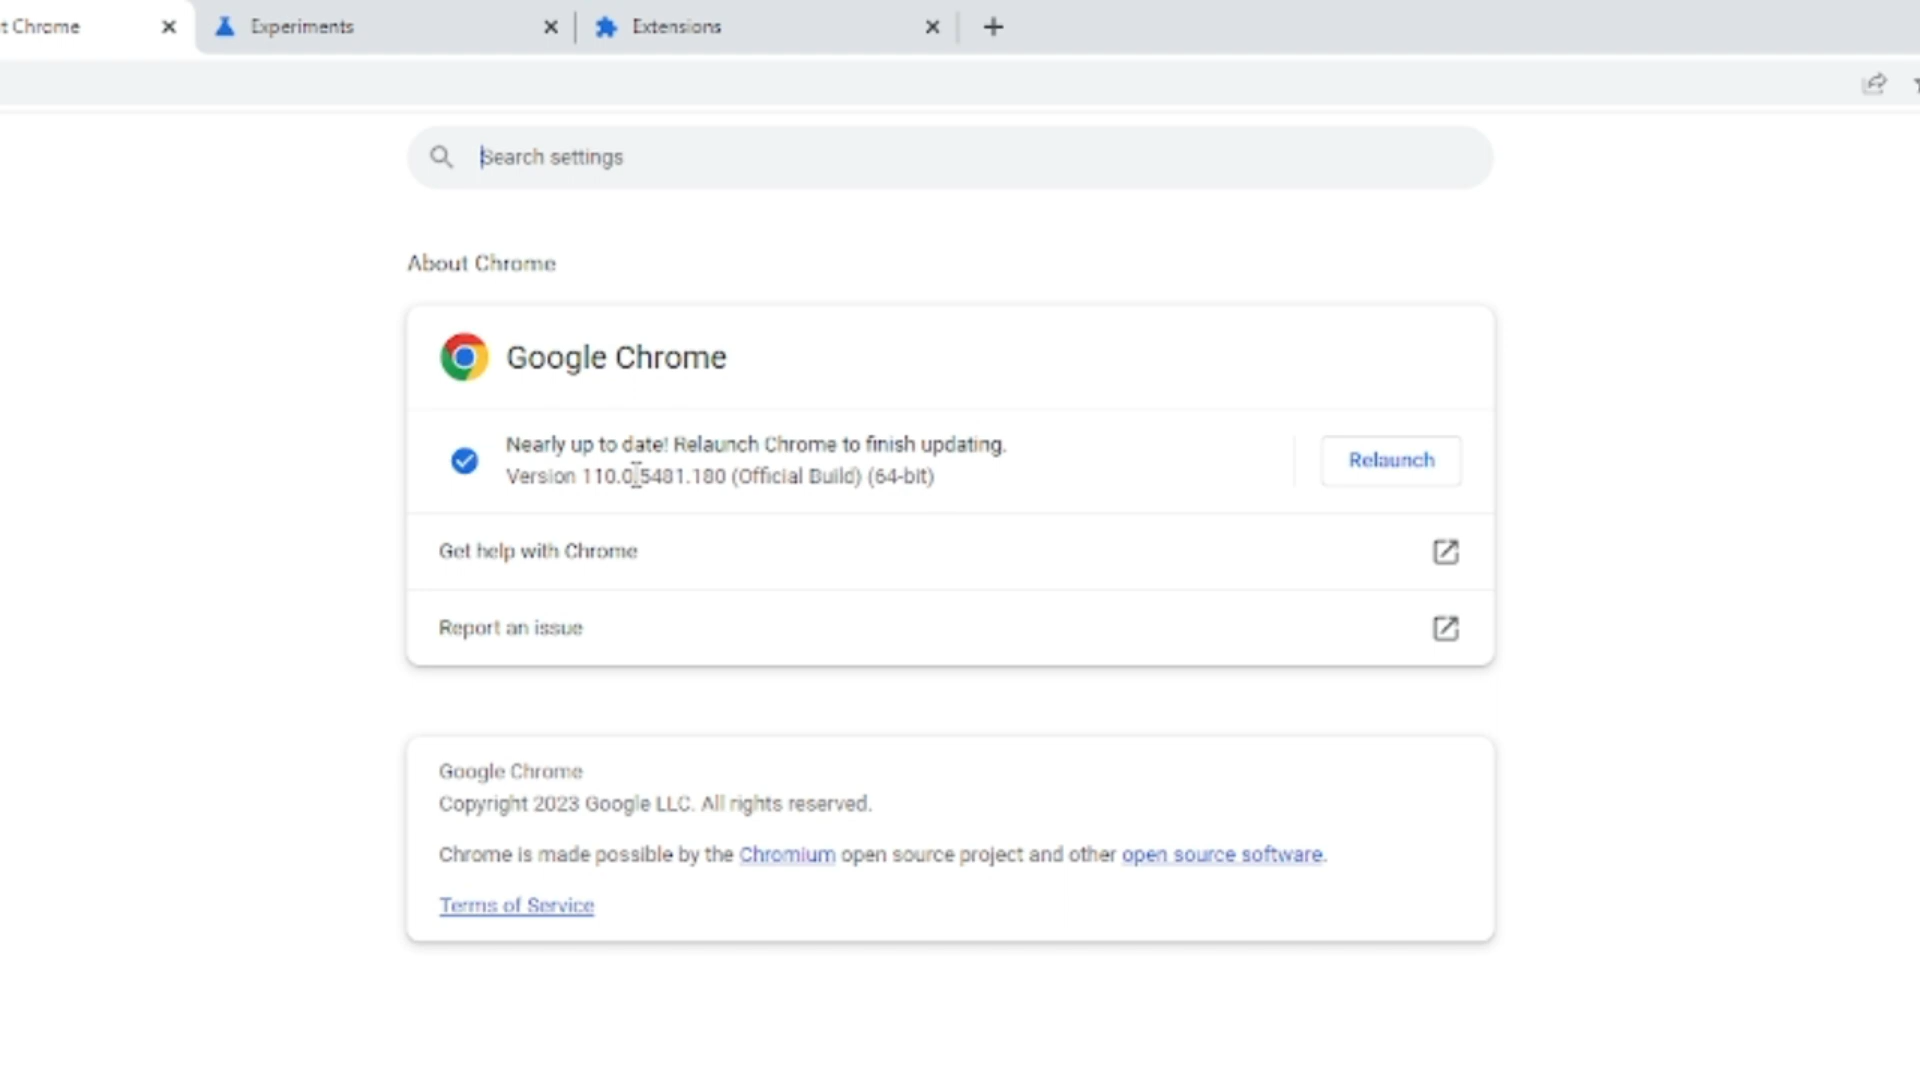 t Chrome
Experiments
Extensions
Search settings
About Chrome
Google Chrome
Nearly up to date! Relaunch Chrome to finish updating.
Version 110.0.5481.180 (Official Build) (64-bit)
Relaunch
Get help with Chrome
Report an issue
Google Chrome
Copyright 2023 Google LLC. All rights reserved.
Chrome is made possible by the Chromium open source project and other open source software.
Terms of Service